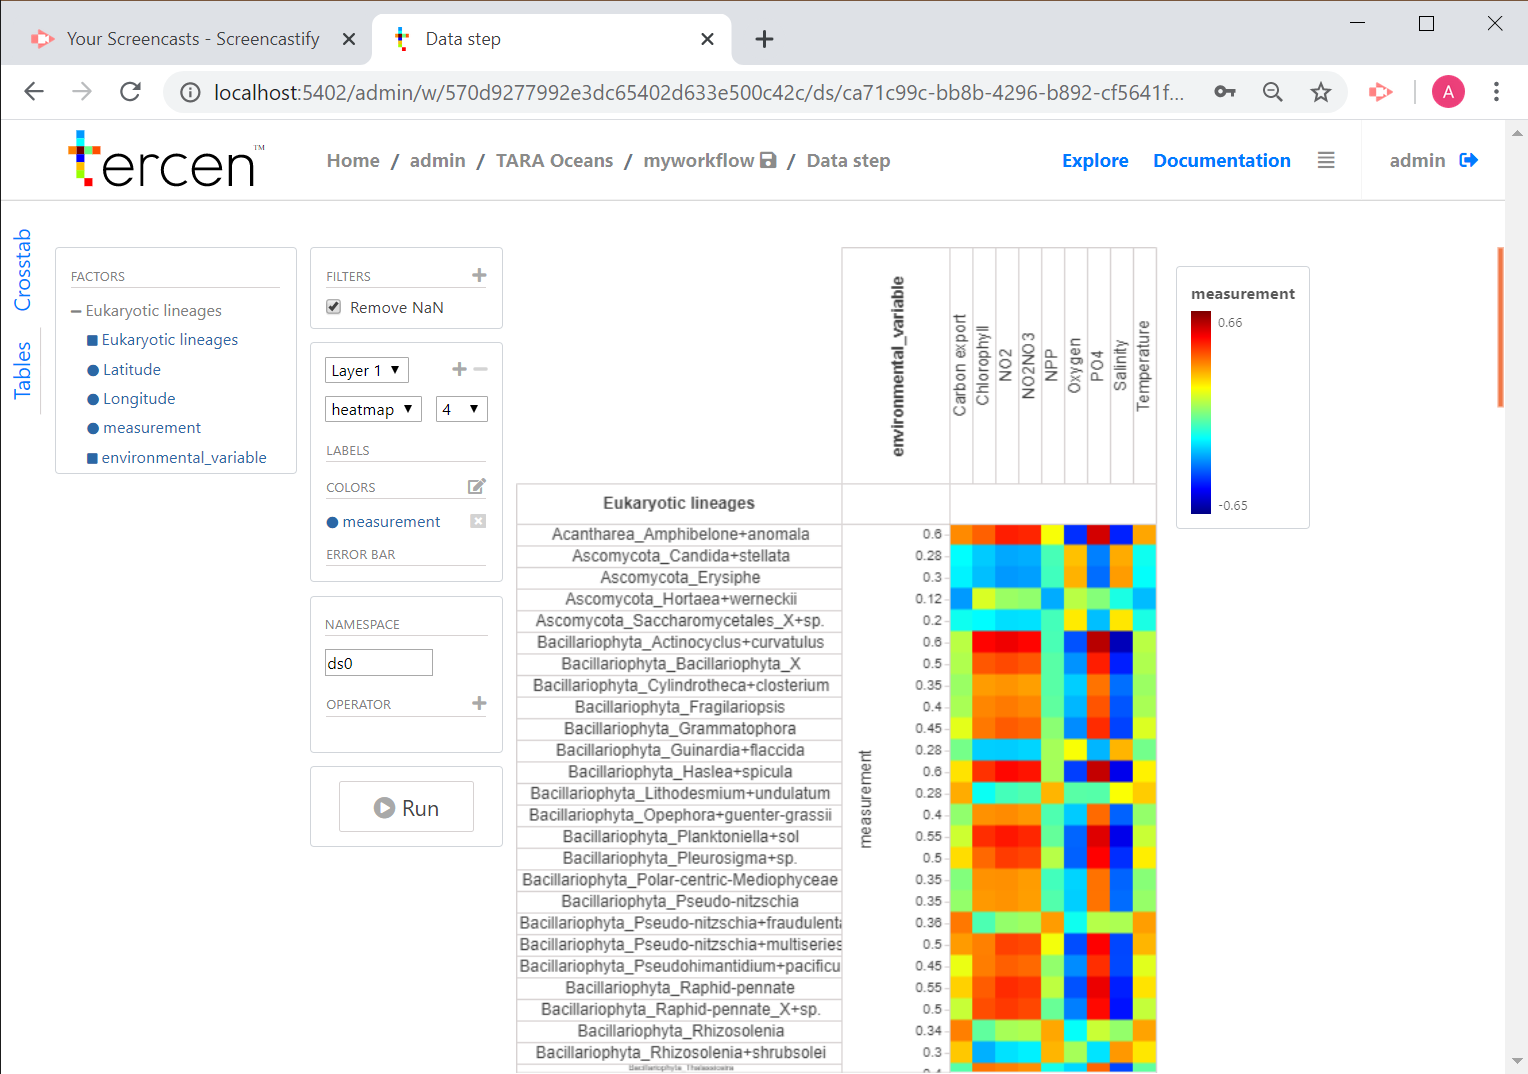 Your Screencasts - Screencastify
Data step
localhost:5402/admin/w/570d9277992e3dc65402d633e500c42c/ds/ca71c99c-bb8b-4296-b892-cf5641f...
A
tercen™
Home / admin / TARA Oceans / myworkflow / Data step
Explore
Documentation
admin
Crosstab
Tables
FACTORS
Eukaryotic lineages
Eukaryotic lineages
Latitude
Longitude
measurement
environmental_variable
FILTERS
Remove NaN
Layer 1
heatmap
4
LABELS
COLORS
measurement
ERROR BAR
NAMESPACE
ds0
OPERATOR
Run
environmental_variable
Carbon export
Chlorophyll
NO2
NO2NO3
NPP
Oxygen
PO4
Salinity
Temperature
measurement
0.66
-0.65
Eukaryotic lineages
measurement
Acantharea_Amphibelone+anomala 0.6
Ascomycota_Candida+stellata 0.28
Ascomycota_Erysiphe 0.3
Ascomycota_Hortaea+werneckii 0.12
Ascomycota_Saccharomycetales_X+sp. 0.2
Bacillariophyta_Actinocyclus+curvatulus 0.6
Bacillariophyta_Bacillariophyta_X 0.5
Bacillariophyta_Cylindrotheca+closterium 0.35
Bacillariophyta_Fragilariopsis 0.4
Bacillariophyta_Grammatophora 0.45
Bacillariophyta_Guinardia+flaccida 0.28
Bacillariophyta_Haslea+spicula 0.6
Bacillariophyta_Lithodesmium+undulatum 0.28
Bacillariophyta_Opephora+guenter-grassii 0.4
Bacillariophyta_Planktoniella+sol 0.55
Bacillariophyta_Pleurosigma+sp. 0.5
Bacillariophyta_Polar-centric-Mediophyceae 0.35
Bacillariophyta_Pseudo-nitzschia 0.35
Bacillariophyta_Pseudo-nitzschia+fraudulenta 0.36
Bacillariophyta_Pseudo-nitzschia+multiseries 0.5
Bacillariophyta_Pseudohimantidium+pacificu 0.45
Bacillariophyta_Raphid-pennate 0.55
Bacillariophyta_Raphid-pennate_X+sp. 0.5
Bacillariophyta_Rhizosolenia 0.34
Bacillariophyta_Rhizosolenia+shrubsolei 0.3
Bacillariophyta_Thalassiosira